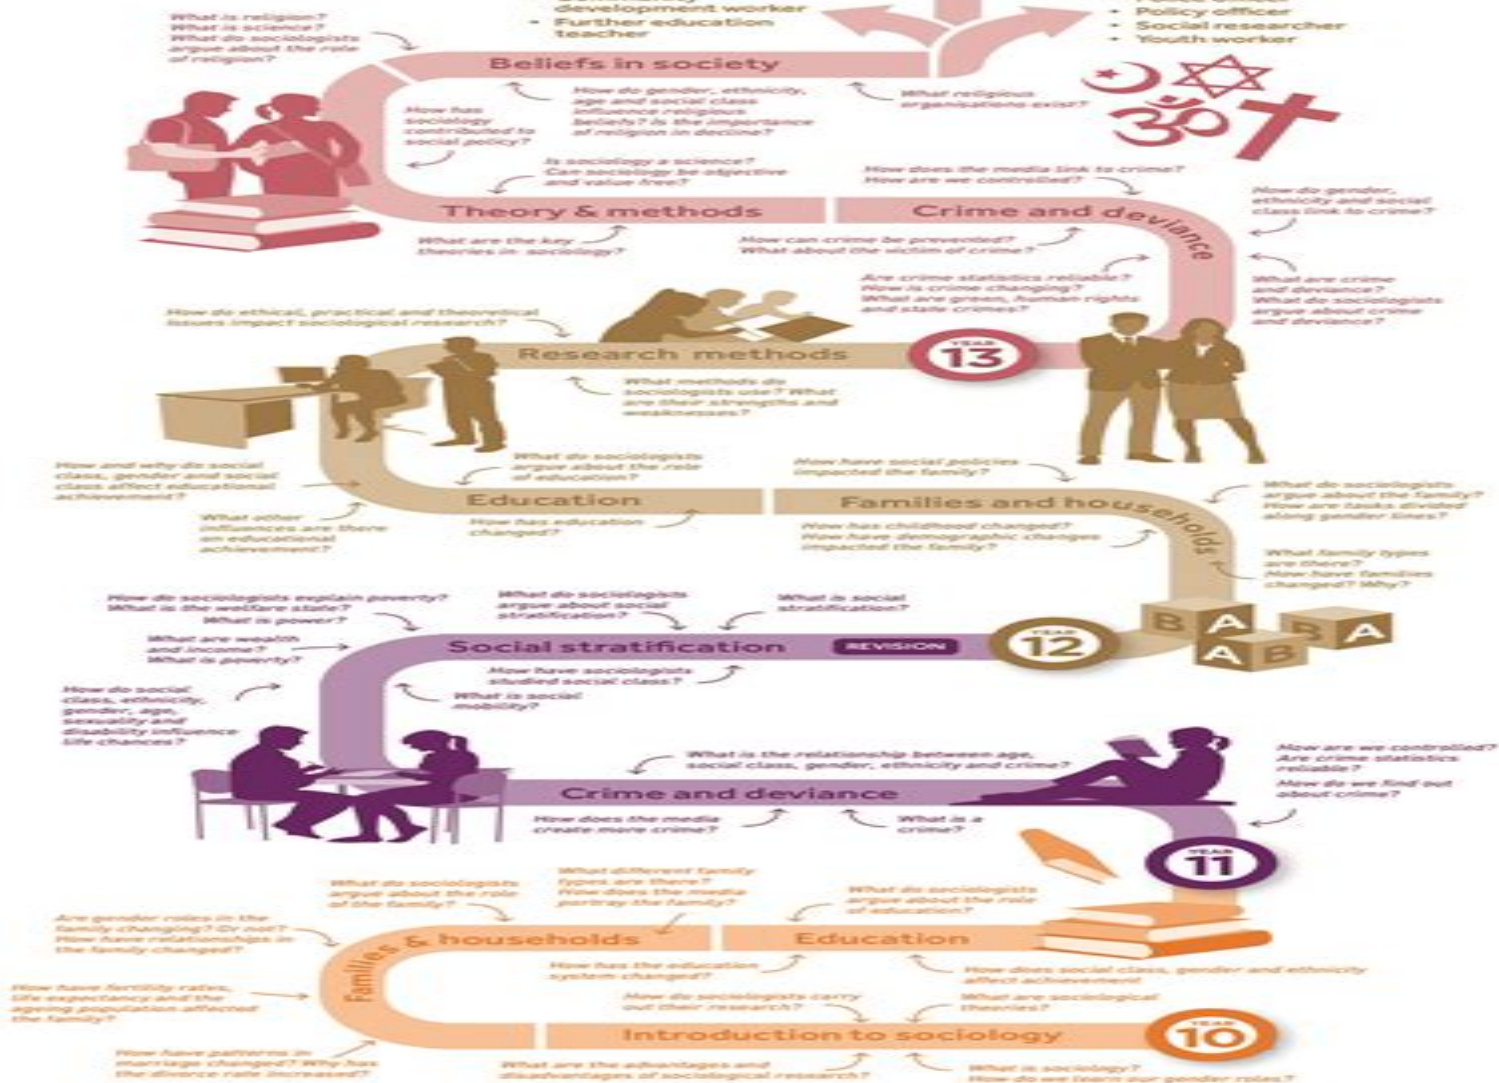 development worker
• Further education
teacher
• Policy officer
• Social researcher
• Youth worker
What is religion?
What is science?
What do sociologists
argue about the role
of religion?
Beliefs in society
How do gender, ethnicity,
age and social class
influence religious
beliefs? Is the importance
of religion in decline?
What religious
organisations exist?
How has
sociology
contributed to
social policy?
Is sociology a science?
Can sociology be objective
and value free?
How does the media link to crime?
How are we controlled?
How do gender,
ethnicity and social
class link to crime?
Theory & methods
Crime and deviance
What are the key
theories in sociology?
How can crime be prevented?
What about the victim of crime?
Are crime statistics reliable?
How is crime changing?
What are green, human rights
and state crimes?
What are crime
and deviance?
What do sociologists
argue about crime
and deviance?
How do ethical, practical and theoretical
issues impact sociological research?
Research methods
YEAR
13
What methods do
sociologists use? What
are their strengths and
weaknesses?
How and why do social
class, gender and social
class affect educational
achievement?
What do sociologists
argue about the role
of education?
How have social policies
impacted the family?
What do sociologists
argue about the family?
How are tasks divided
along gender lines?
Education
Families and households
What other
influences are there
on educational
achievement?
How has education
changed?
How has childhood changed?
How have demographic changes
impacted the family?
What family types
are there?
How have families
changed? Why?
How do sociologists explain poverty?
What is the welfare state?
What is power?
What do sociologists
argue about social
stratification?
What is social
stratification?
B A B A
A B
What are wealth
and income?
What is poverty?
Social stratification
REVISION
YEAR
12
How have sociologists
studied social class?
How do social
class, ethnicity,
gender, age,
sexuality and
disability influence
life chances?
What is social
mobility?
What is the relationship between age,
social class, gender, ethnicity and crime?
How are we controlled?
Are crime statistics
reliable?
How do we find out
about crime?
Crime and deviance
How does the media
create more crime?
What is a
crime?
YEAR
11
What do sociologists
argue about the role
of the family?
What different family
types are there?
How does the media
portray the family?
What do sociologists
argue about the role
of education?
Are gender roles in the
family changing? Or not?
How have relationships in
the family changed?
Families & households
Education
How has the education
system changed?
How does social class, gender and ethnicity
affect achievement
How have fertility rates,
life expectancy and the
ageing population affected
the family?
How do sociologists carry
out their research?
What are sociological
theories?
Introduction to sociology
YEAR
10
How have patterns in
marriage changed? Why has
the divorce rate increased?
What are the advantages and
disadvantages of sociological research?
What is sociology?
How do we learn our gender roles?